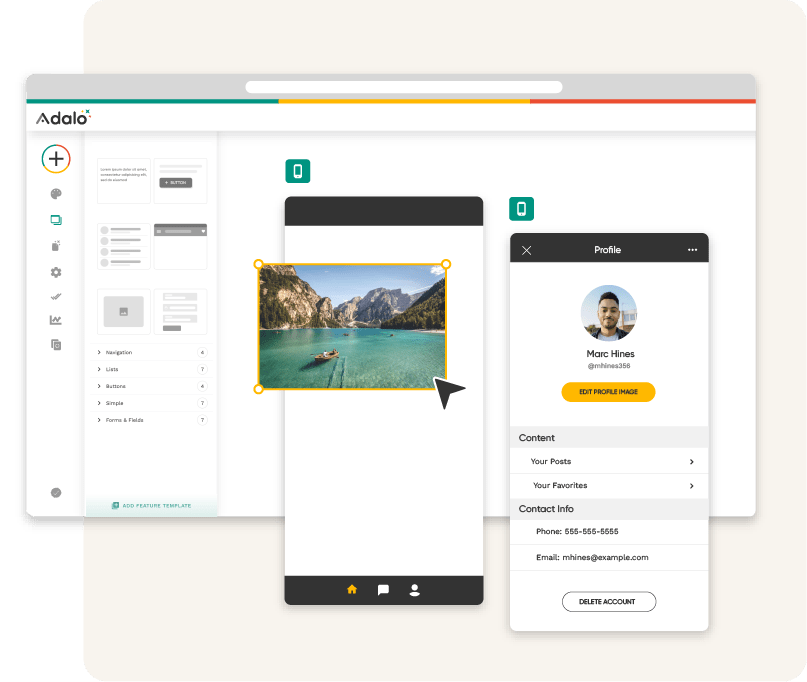 Adalo
Lorem ipsum dolor sit amet,
consectetur adipiscing elit,
sed do eiusmod
+ BUTTON
Navigation 4
Lists 7
Buttons 4
Simple 7
Forms & Fields 7
ADD FEATURE TEMPLATE
Profile
Marc Hines
@mhines356
EDIT PROFILE IMAGE
Content
Your Posts
Your Favorites
Contact Info
Phone: 555-555-5555
Email: mhines@example.com
DELETE ACCOUNT